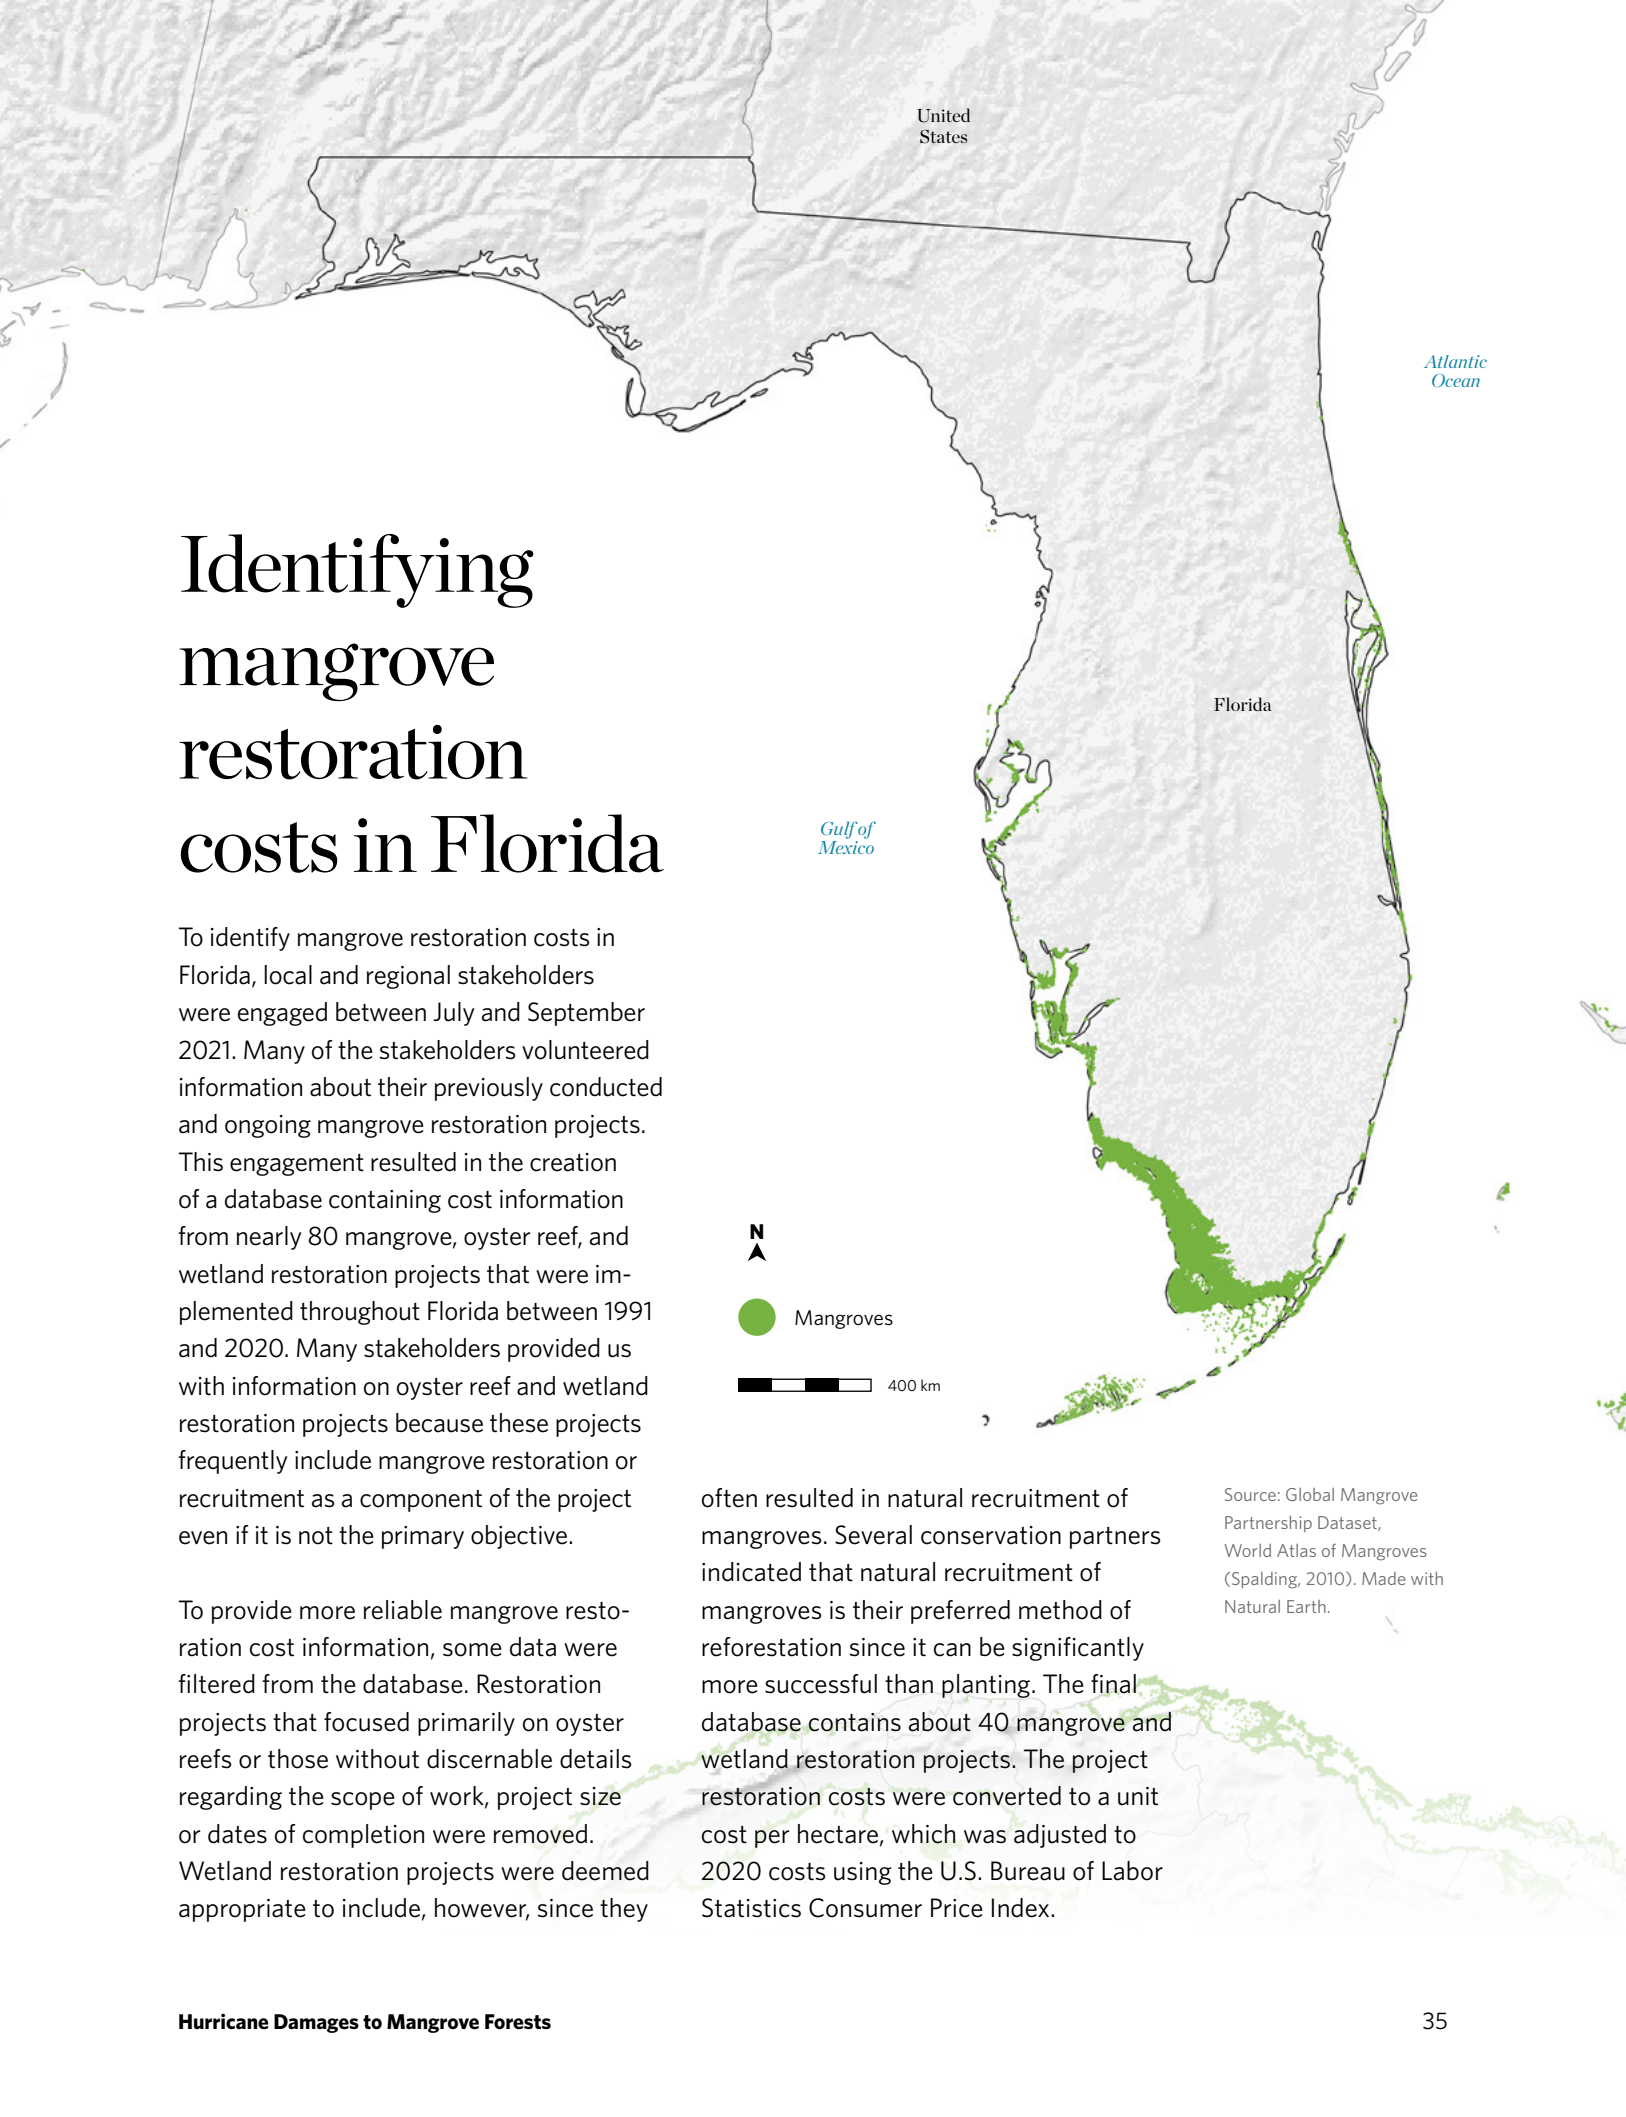 United
States
Atlantic
Ocean
Identifying
mangrove
restoration
costs in Florida
Florida
Gulf of
Mexico
To identify mangrove restoration costs in
Florida, local and regional stakeholders
were engaged between July and September
2021. Many of the stakeholders volunteered
information about their previously conducted
and ongoing mangrove restoration projects.
This engagement resulted in the creation
of a database containing cost information
from nearly 80 mangrove, oyster reef, and
wetland restoration projects that were im-
plemented throughout Florida between 1991
and 2020. Many stakeholders provided us
with information on oyster reef and wetland
restoration projects because these projects
frequently include mangrove restoration or
recruitment as a component of the project
even if it is not the primary objective.
To provide more reliable mangrove resto-
ration cost information, some data were
filtered from the database. Restoration
projects that focused primarily on oyster
reefs or those without discernable details
regarding the scope of work, project size
or dates of completion were removed.
Wetland restoration projects were deemed
appropriate to include, however, since they
N
Mangroves
400 km
often resulted in natural recruitment of
mangroves. Several conservation partners
indicated that natural recruitment of
mangroves is their preferred method of
reforestation since it can be significantly
more successful than planting. The final
database contains about 40 mangrove and
wetland restoration projects. The project
restoration costs were converted to a unit
cost per hectare, which was adjusted to
2020 costs using the U.S. Bureau of Labor
Statistics Consumer Price Index.
Source: Global Mangrove
Partnership Dataset,
World Atlas of Mangroves
(Spalding, 2010). Made with
Natural Earth.
Hurricane Damages to Mangrove Forests
35